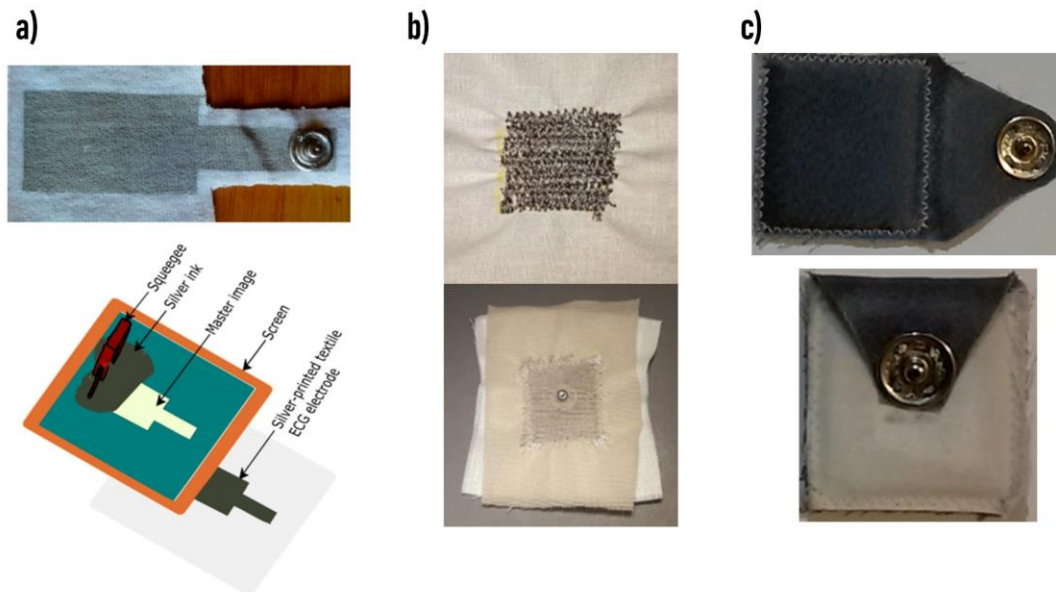 a)
b)
c)
Squeegee
Silver ink
Master image
Screen
Silver-printed textile
ECG electrode